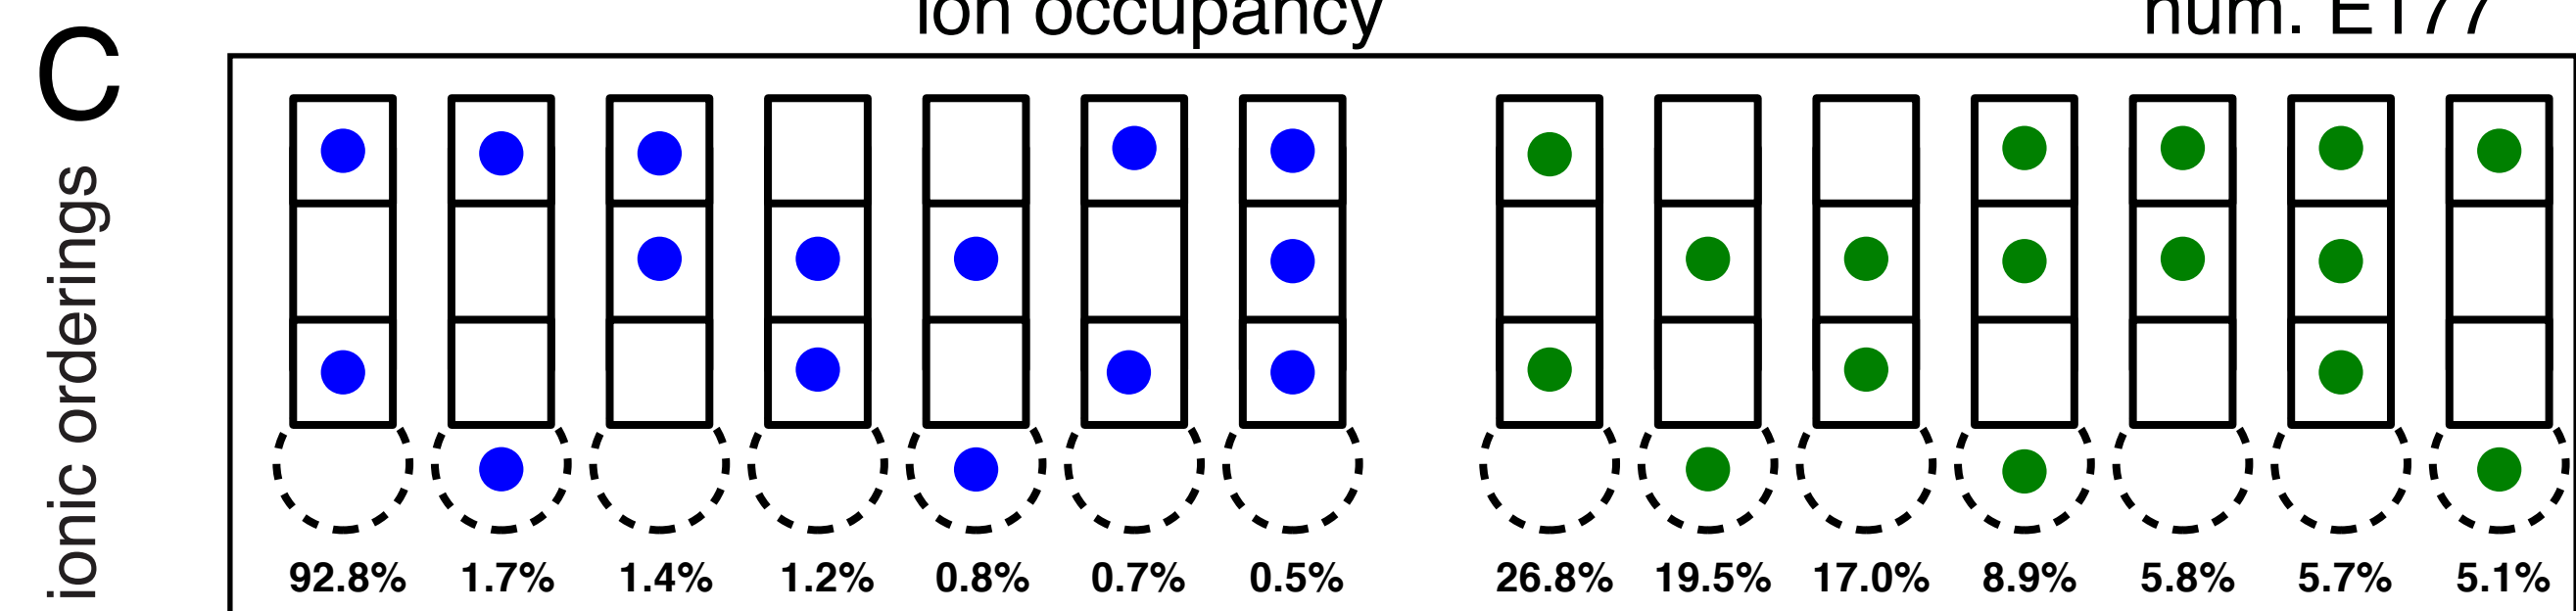 ion occupancy
num. E177
C
ionic orderings
92.8% 1.7% 1.4% 1.2% 0.8% 0.7% 0.5% 26.8% 19.5% 17.0% 8.9% 5.8% 5.7% 5.1%